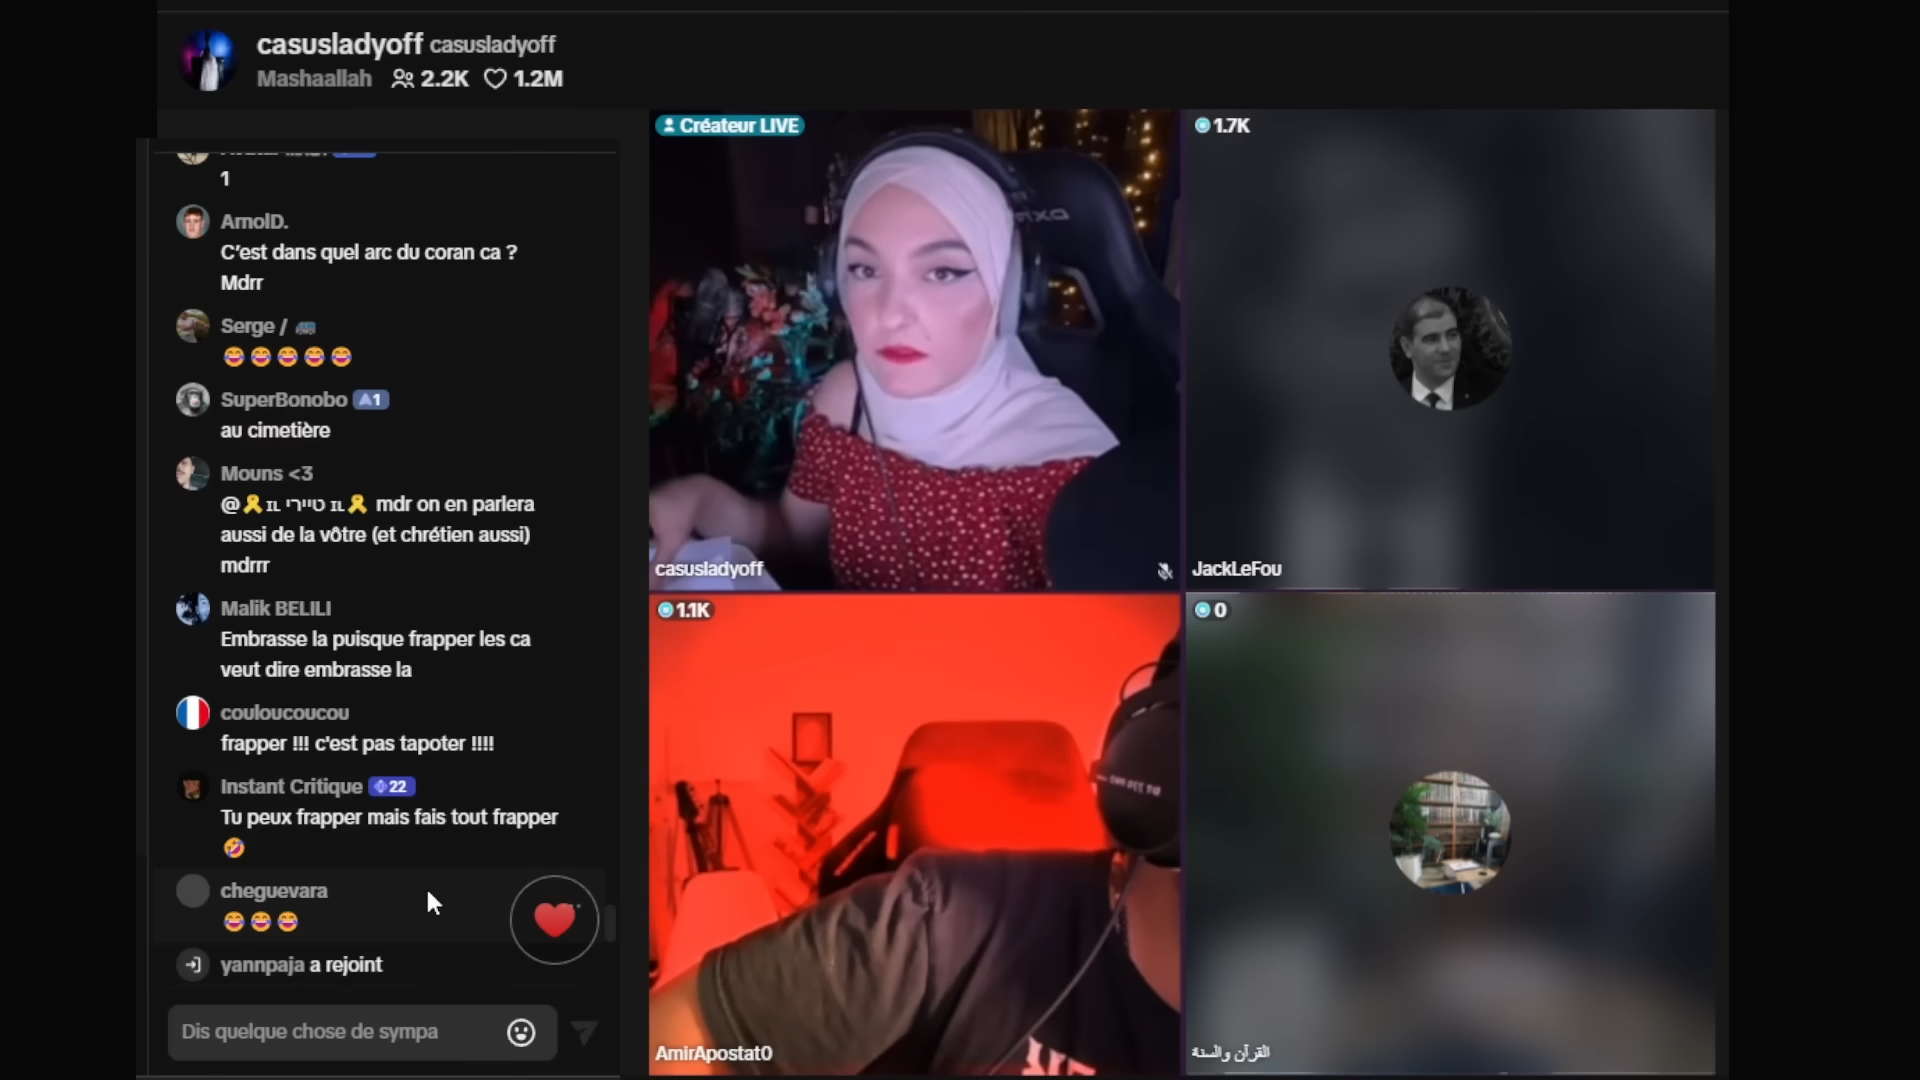 casusladyoff casusladyoff
Mashaallah 2.2K 1.2M
1
ArnolD.
C'est dans quel arc du coran ca ?
Mdrr
Serge / 🚙
😂😂😂😂😂
SuperBonobo 1
au cimetière
Mouns <3
@🎗️IL טיירי IL🎗️ mdr on en parlera
aussi de la vôtre (et chrétien aussi)
mdrrr
Malik BELILI
Embrasse la puisque frapper les ca
veut dire embrasse la
couloucoucou
frapper !!! c'est pas tapoter !!!!
Instant Critique 22
Tu peux frapper mais fais tout frapper
🤣
cheguevara
😂😂😂
yannpaja a rejoint
Dis quelque chose de sympa
Créateur LIVE
casusladyoff
1.7K
JackLeFou
1.1K
AmirApostat0
0
القرآن والسنة